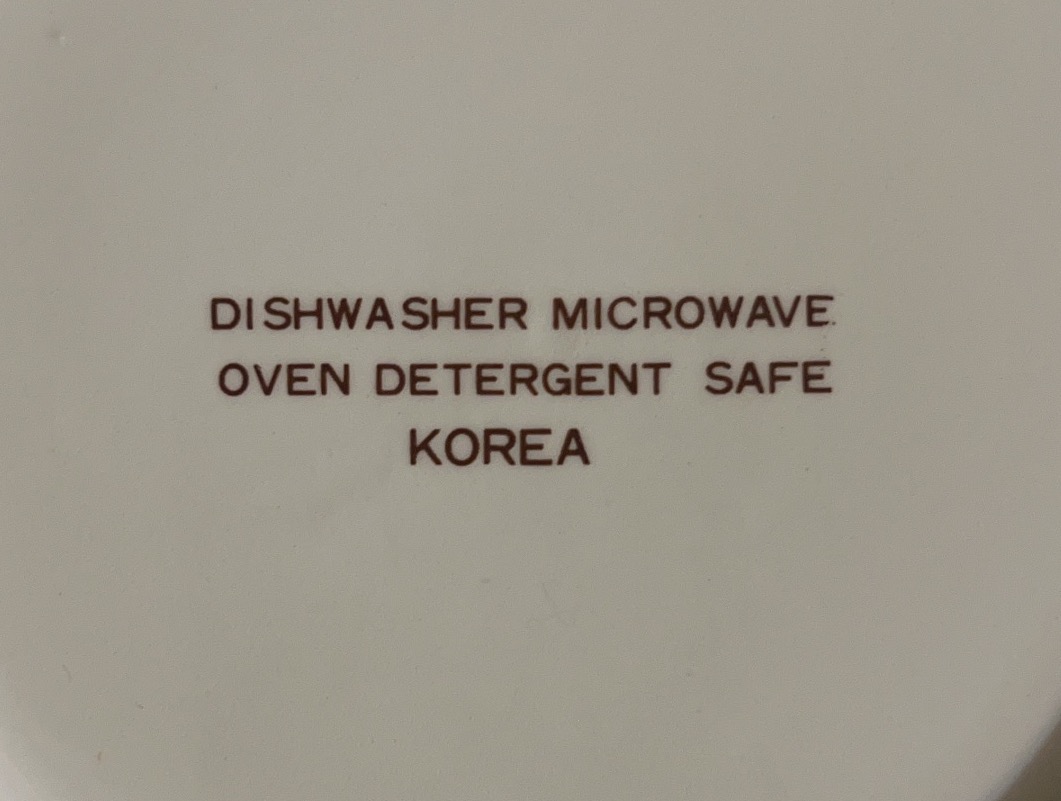 DISHWASHER MICROWAVE
OVEN DETERGENT SAFE
KOREA